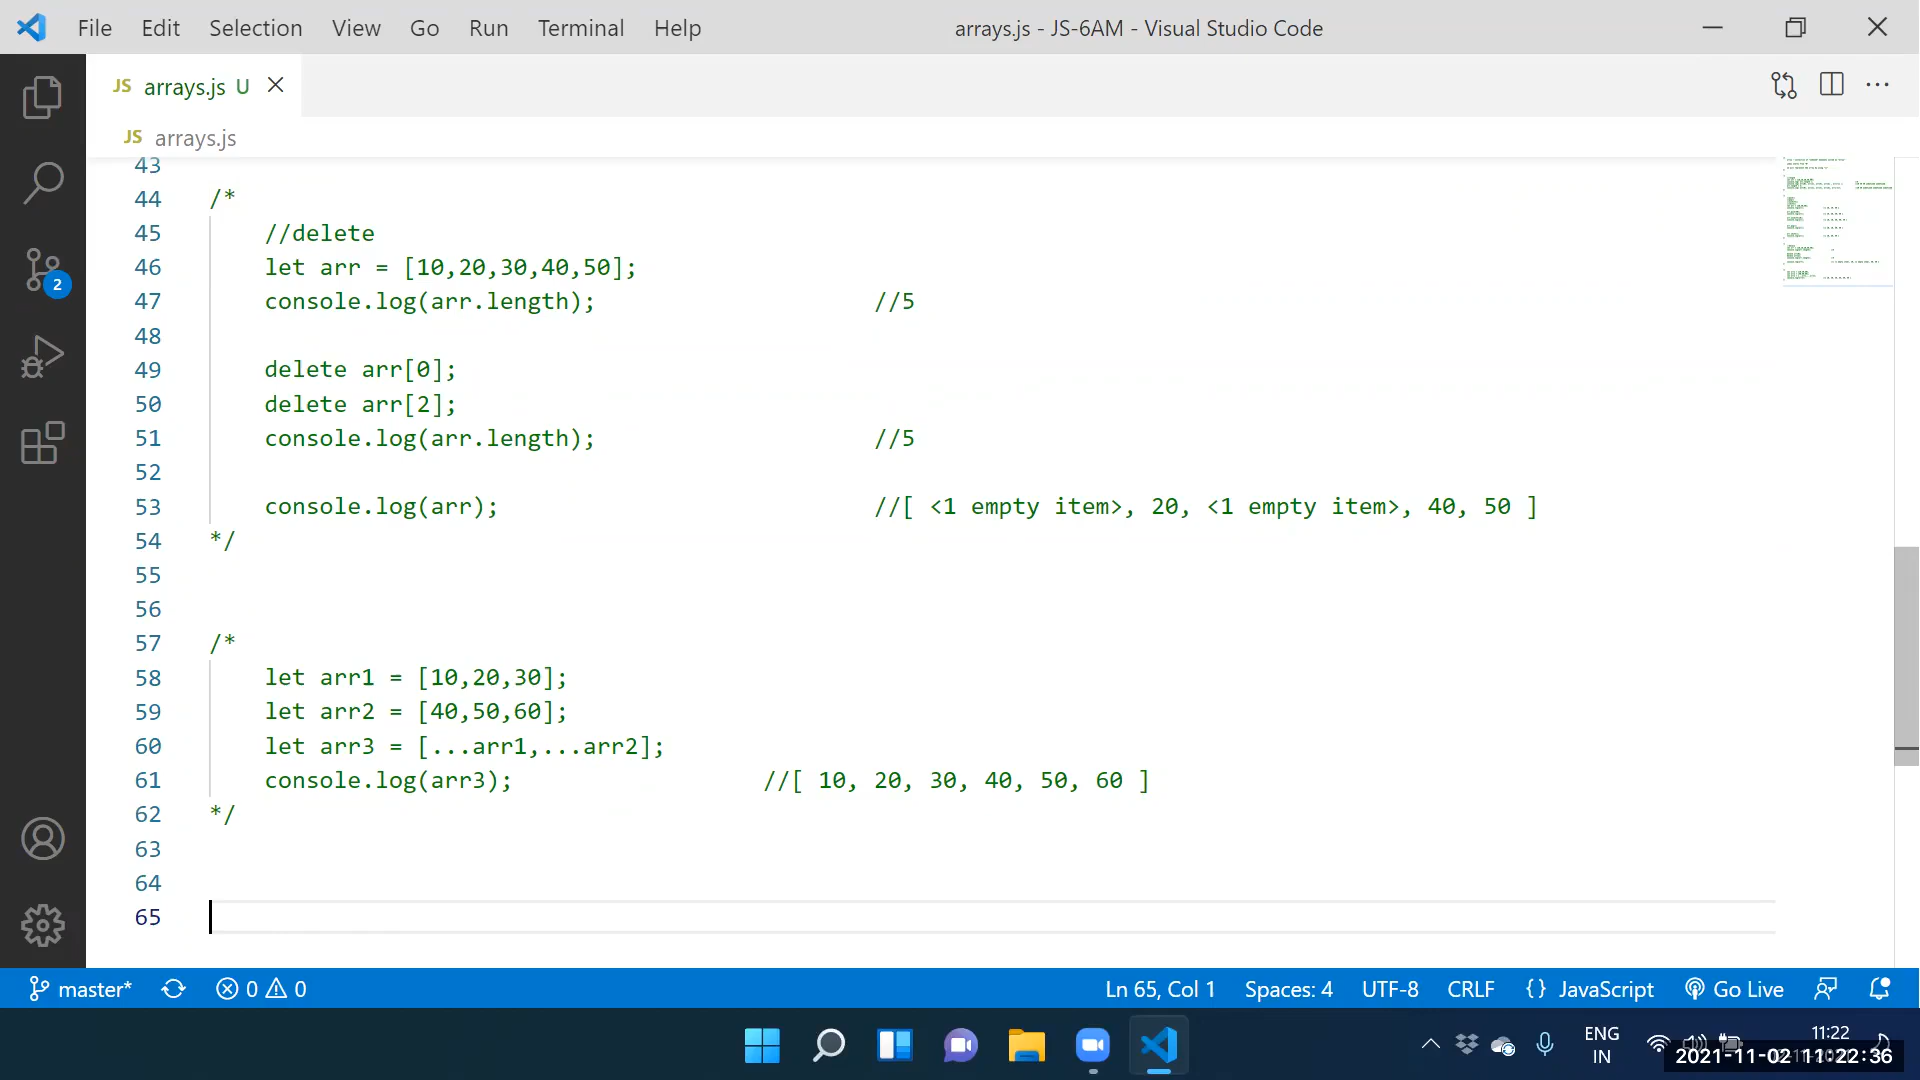 File Edit Selection View Go Run Terminal Help arrays.js - JS-6AM - Visual Studio Code
JS arrays.js U
JS arrays.js
43
44 /*
45 //delete
46 let arr = [10,20,30,40,50];
47 console.log(arr.length); //5
48
49 delete arr[0];
50 delete arr[2];
51 console.log(arr.length); //5
52
53 console.log(arr); //[ <1 empty item>, 20, <1 empty item>, 40, 50 ]
54 */
55
56
57 /*
58 let arr1 = [10,20,30];
59 let arr2 = [40,50,60];
60 let arr3 = [...arr1,...arr2];
61 console.log(arr3); //[ 10, 20, 30, 40, 50, 60 ]
62 */
63
64
65
2
master* 0 0 Ln 65, Col 1 Spaces: 4 UTF-8 CRLF {} JavaScript Go Live
ENG
IN
11:22
2021-11-02 11:22:36